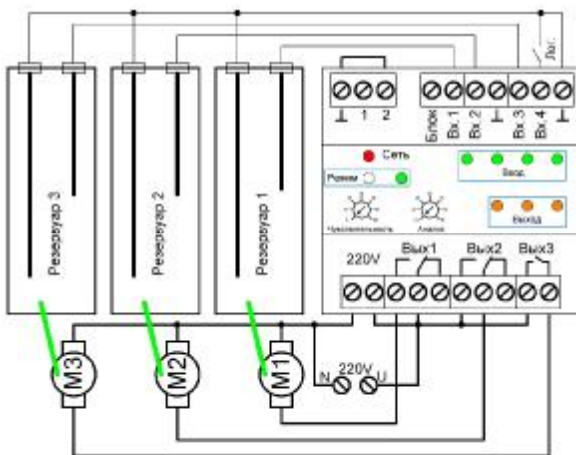 Лог.
1
2
Блок
Вх.1
Вх.2
Вх.3
Вх.4
Сеть
Режим
Ввод
Выход
Чувствительность
Анализ
Резервуар 3
Резервуар 2
Резервуар 1
220V
Вых1
Вых2
Вых3
M3
M2
M1
N
220V
U